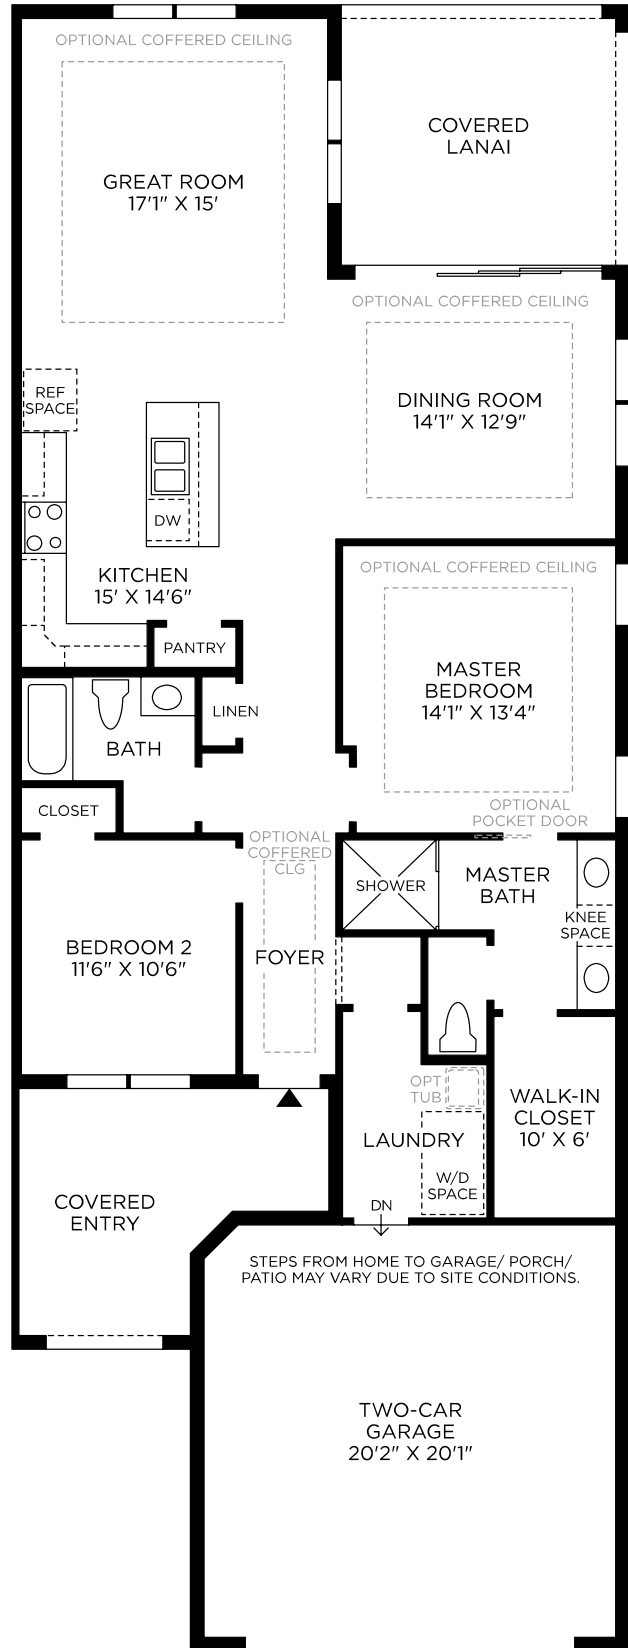 OPTIONAL COFFERED CEILING
COVERED
LANAI
GREAT ROOM
17'1" X 15'
OPTIONAL COFFERED CEILING
REF
SPACE
DINING ROOM
14'1" X 12'9"
DW
OPTIONAL COFFERED CEILING
KITCHEN
15' X 14'6"
PANTRY
MASTER
BEDROOM
14'1" X 13'4"
LINEN
BATH
CLOSET
OPTIONAL
POCKET DOOR
OPTIONAL
COFFERED
CLG
SHOWER
MASTER
BATH
KNEE
SPACE
BEDROOM 2
11'6" X 10'6"
FOYER
OPT
TUB
WALK-IN
CLOSET
10' X 6'
LAUNDRY
W/D
SPACE
COVERED
ENTRY
DN
STEPS FROM HOME TO GARAGE/ PORCH/
PATIO MAY VARY DUE TO SITE CONDITIONS.
TWO-CAR
GARAGE
20'2" X 20'1"